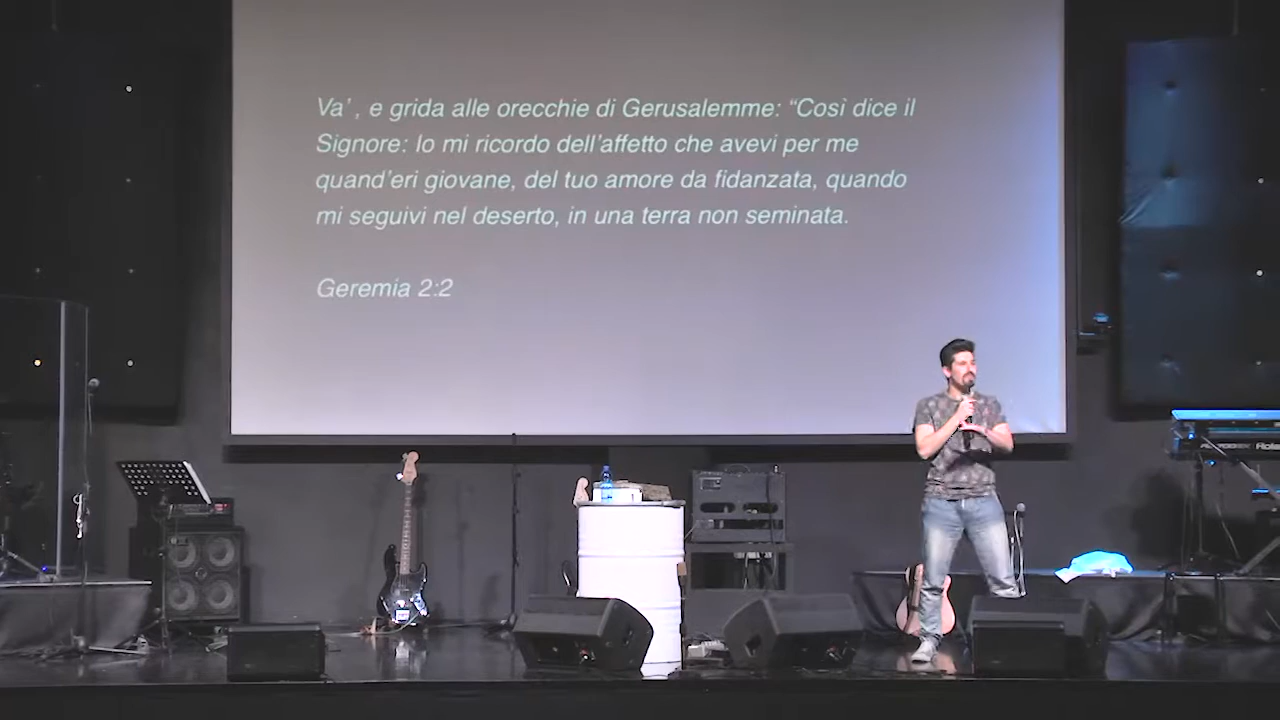 Va' , e grida alle orecchie di Gerusalemme: “Così dice il
Signore: Io mi ricordo dell'affetto che avevi per me
quand'eri giovane, del tuo amore da fidanzata, quando
mi seguivi nel deserto, in una terra non seminata.
Geremia 2:2